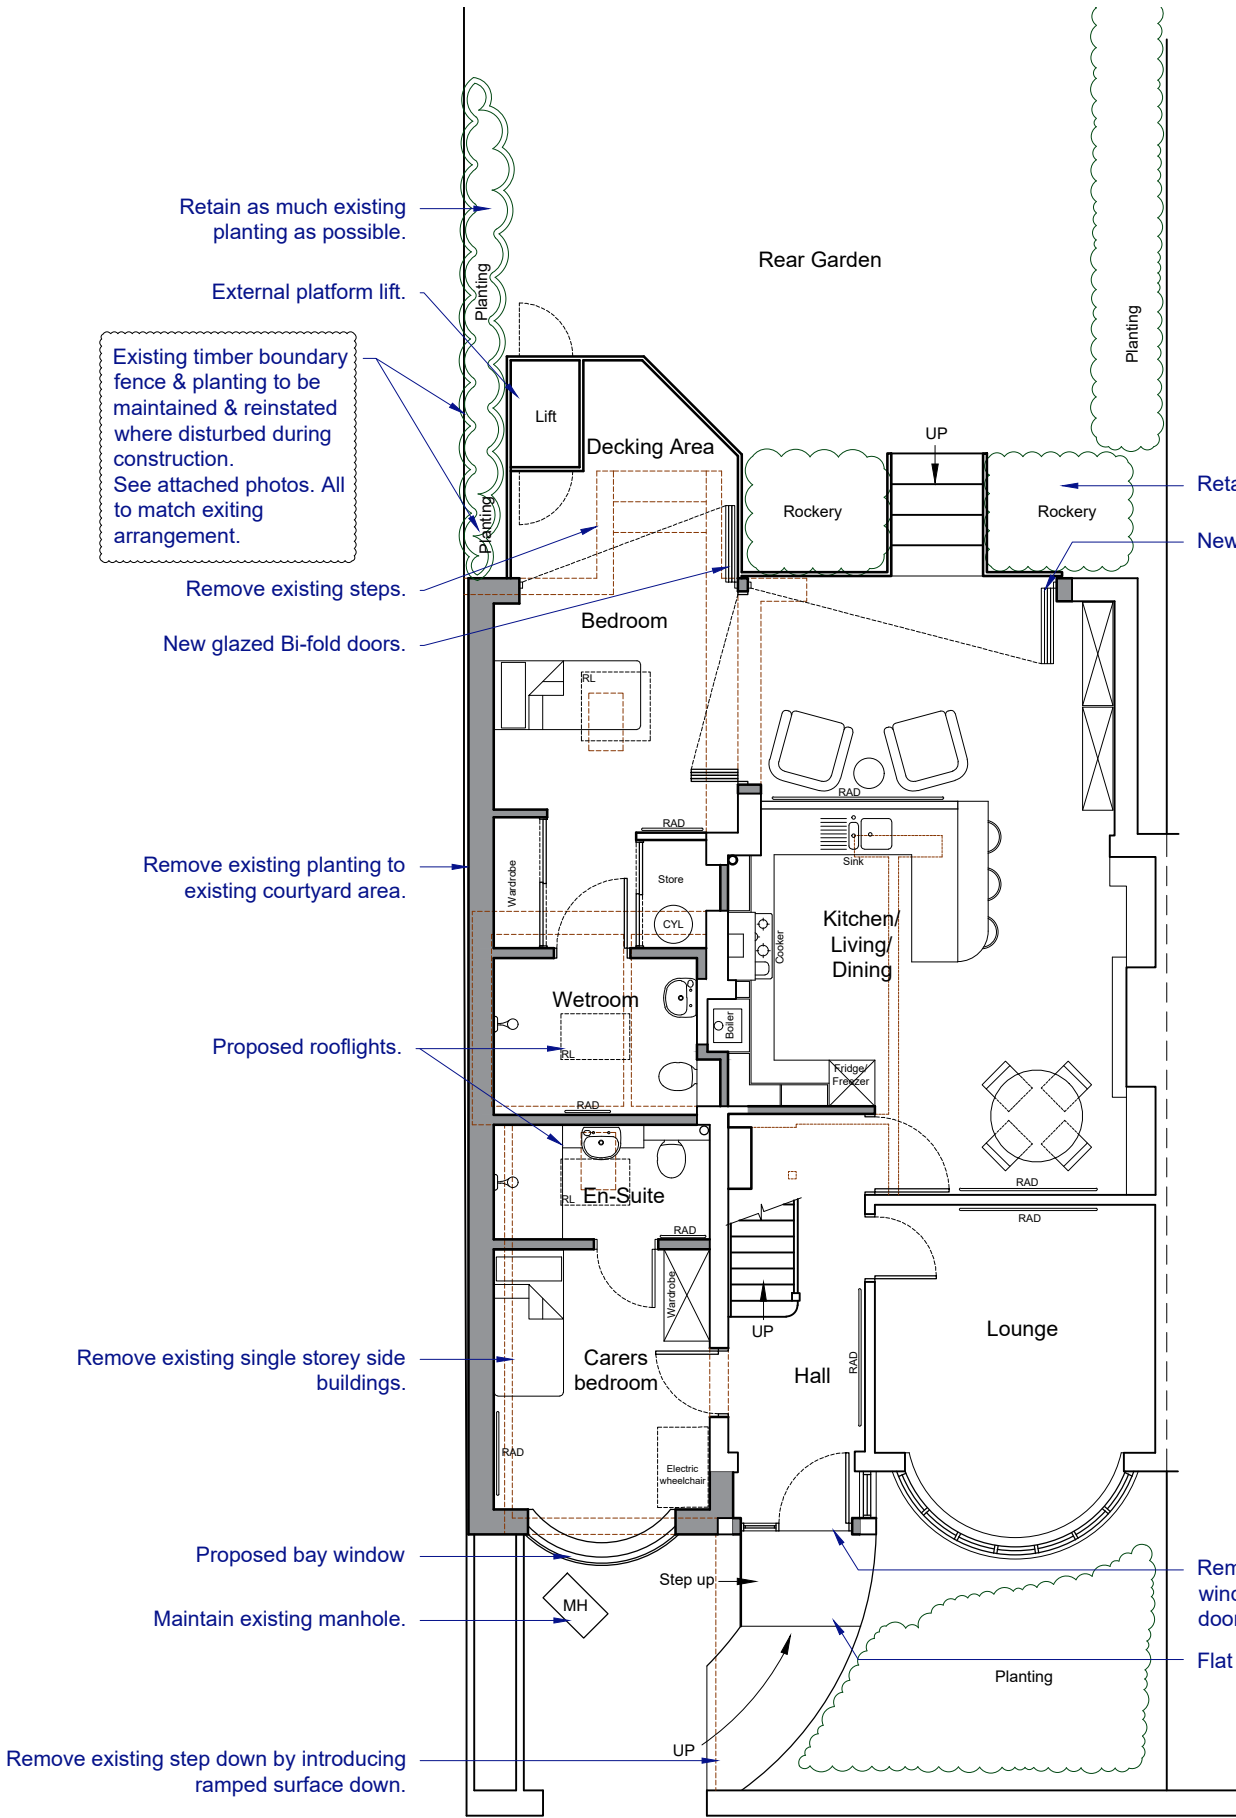 Retain as much existing
planting as possible.
External platform lift.
Existing timber boundary
fence & planting to be
maintained & reinstated
where disturbed during
construction.
See attached photos. All
to match exiting
arrangement.
Remove existing steps.
New glazed Bi-fold doors.
Remove existing planting to
existing courtyard area.
Proposed rooflights.
Remove existing single storey side
buildings.
Proposed bay window
Maintain existing manhole.
Remove existing step down by introducing
ramped surface down.
Planting
Planting
Rear Garden
Planting
Lift
Decking Area
UP
Rockery
Rockery
Reta
New
Bedroom
RL
RAD
RAD
Sink
Wardrobe
Store
CYL
Cooker
Kitchen/
Living/
Dining
Wetroom
RL
Boiler
Fridge/
Freezer
RAD
En-Suite
RL
RAD
RAD
RAD
Wardrobe
UP
Lounge
Carers
bedroom
Hall
RAD
RAD
Electric
wheelchair
Step up
MH
UP
Planting
Rem
wind
door
Flat